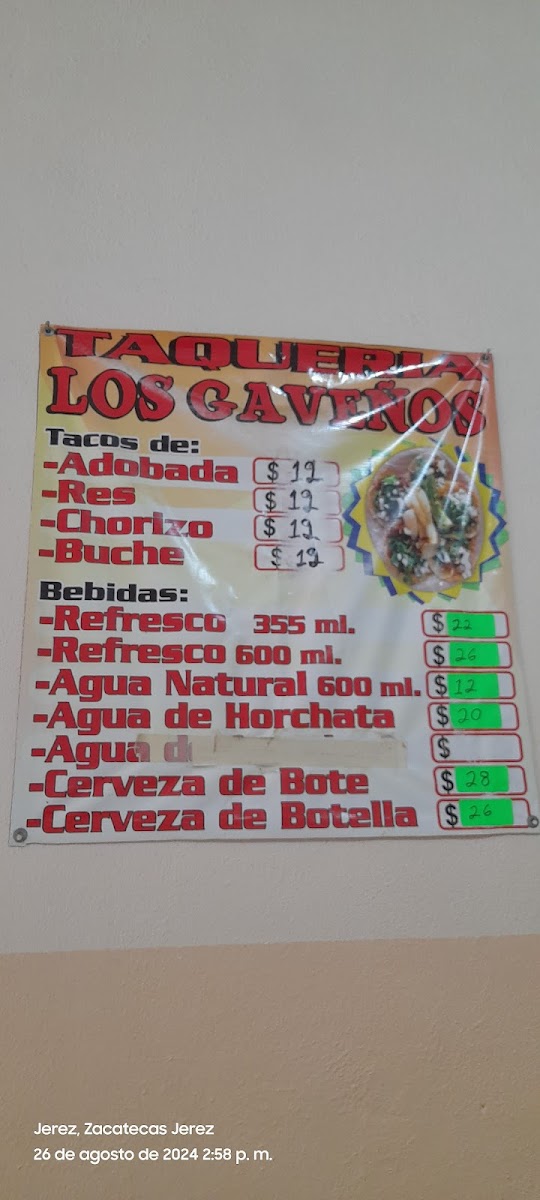 TAQUERIA
LOS GAVEÑOS
Tacos de:
-Adobada $ 12
-Res $ 12
-Chorizo $ 12
-Buche $ 12
Bebidas:
-Refresco 355 ml. $ 22
-Refresco 600 ml. $ 26
-Agua Natural 600 ml. $ 12
-Agua de Horchata $ 20
-Agua $
-Cerveza de Bote $ 28
-Cerveza de Botella $ 26
Jerez, Zacatecas Jerez
26 de agosto de 2024 2:58 p. m.